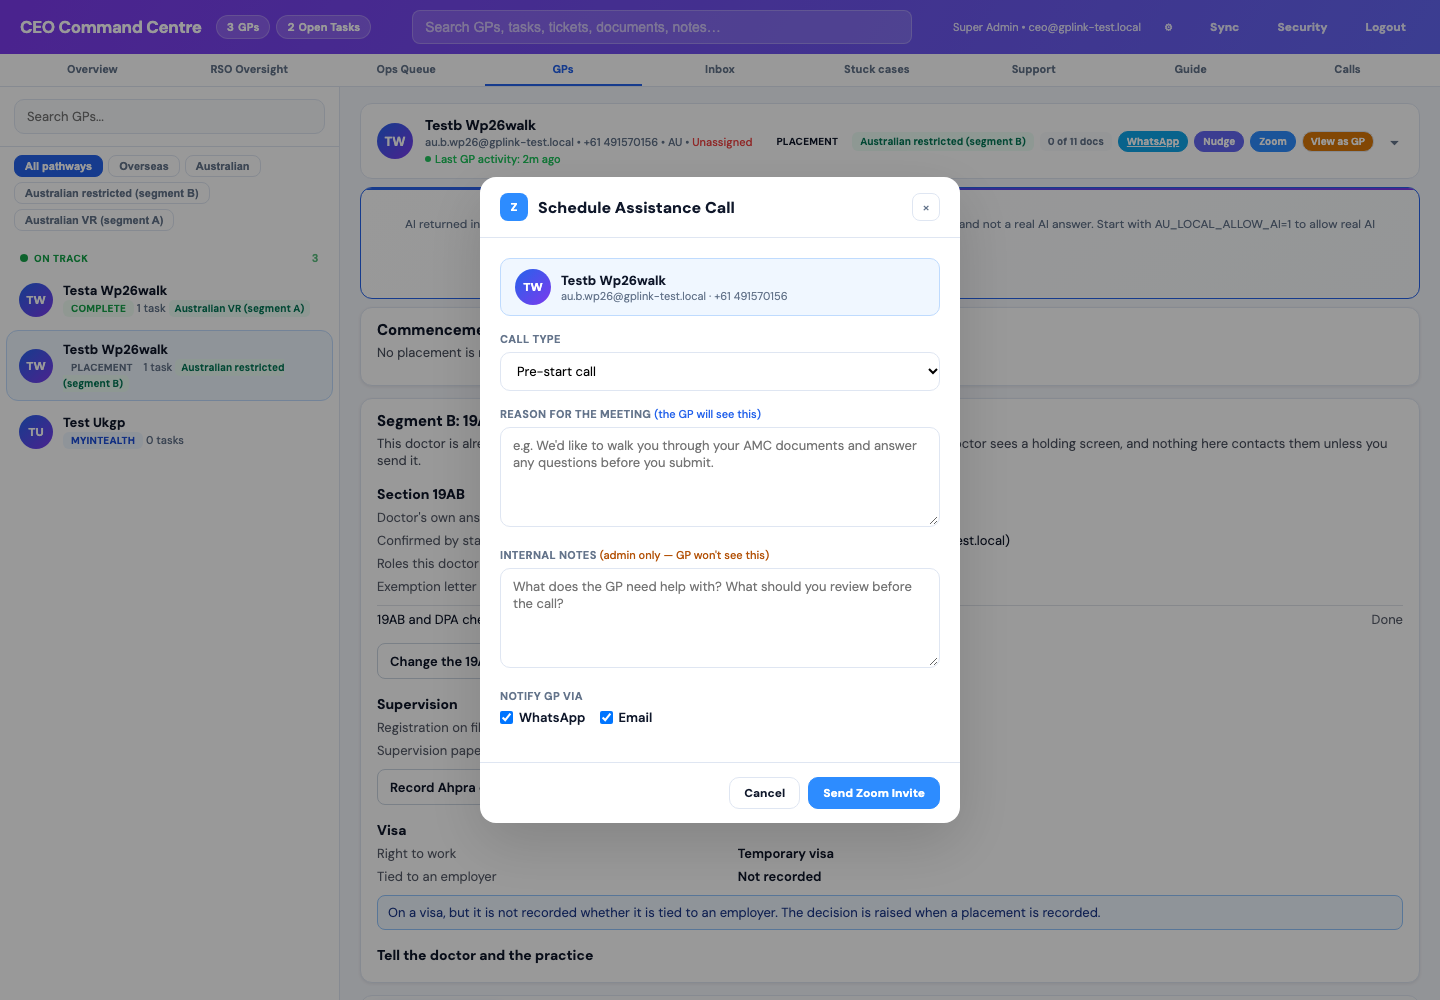 CEO Command Centre
3 GPs
2 Open Tasks
Search GPs, tasks, tickets, documents, notes...
Super Admin • ceo@gplink-test.local
Sync
Security
Logout
Overview
RSO Oversight
Ops Queue
GPs
Inbox
Stuck cases
Support
Guide
Calls
Search GPs...
All pathways
Overseas
Australian
Australian restricted (segment B)
Australian VR (segment A)
ON TRACK
3
TW
Testa Wp26walk
COMPLETE 1 task Australian VR (segment A)
TW
Testb Wp26walk
PLACEMENT 1 task Australian restricted
(segment B)
TU
Test Ukgp
MYINTEALTH 0 tasks
TW
Testb Wp26walk
au.b.wp26@gplink-test.local • +61 491570156 • AU • Unassigned
Last GP activity: 2m ago
PLACEMENT
Australian restricted (segment B)
0 of 11 docs
WhatsApp
Nudge
Zoom
View as GP
AI returned in
and not a real AI answer. Start with AU_LOCAL_ALLOW_AI=1 to allow real AI
Commenceme
No placement is
Segment B: 19
This doctor is alre
ctor sees a holding screen, and nothing here contacts them unless you
send it.
Section 19AB
Doctor's own ans
Confirmed by sta
est.local)
Roles this doctor
Exemption letter
19AB and DPA che
Done
Change the 19
Supervision
Registration on fil
Supervision pape
Record Ahpra
Visa
Right to work
Temporary visa
Tied to an employer
Not recorded
On a visa, but it is not recorded whether it is tied to an employer. The decision is raised when a placement is recorded.
Tell the doctor and the practice
Z
Schedule Assistance Call
×
TW
Testb Wp26walk
au.b.wp26@gplink-test.local · +61 491570156
CALL TYPE
Pre-start call
REASON FOR THE MEETING (the GP will see this)
e.g. We'd like to walk you through your AMC documents and answer
any questions before you submit.
INTERNAL NOTES (admin only — GP won't see this)
What does the GP need help with? What should you review before
the call?
NOTIFY GP VIA
WhatsApp
Email
Cancel
Send Zoom Invite